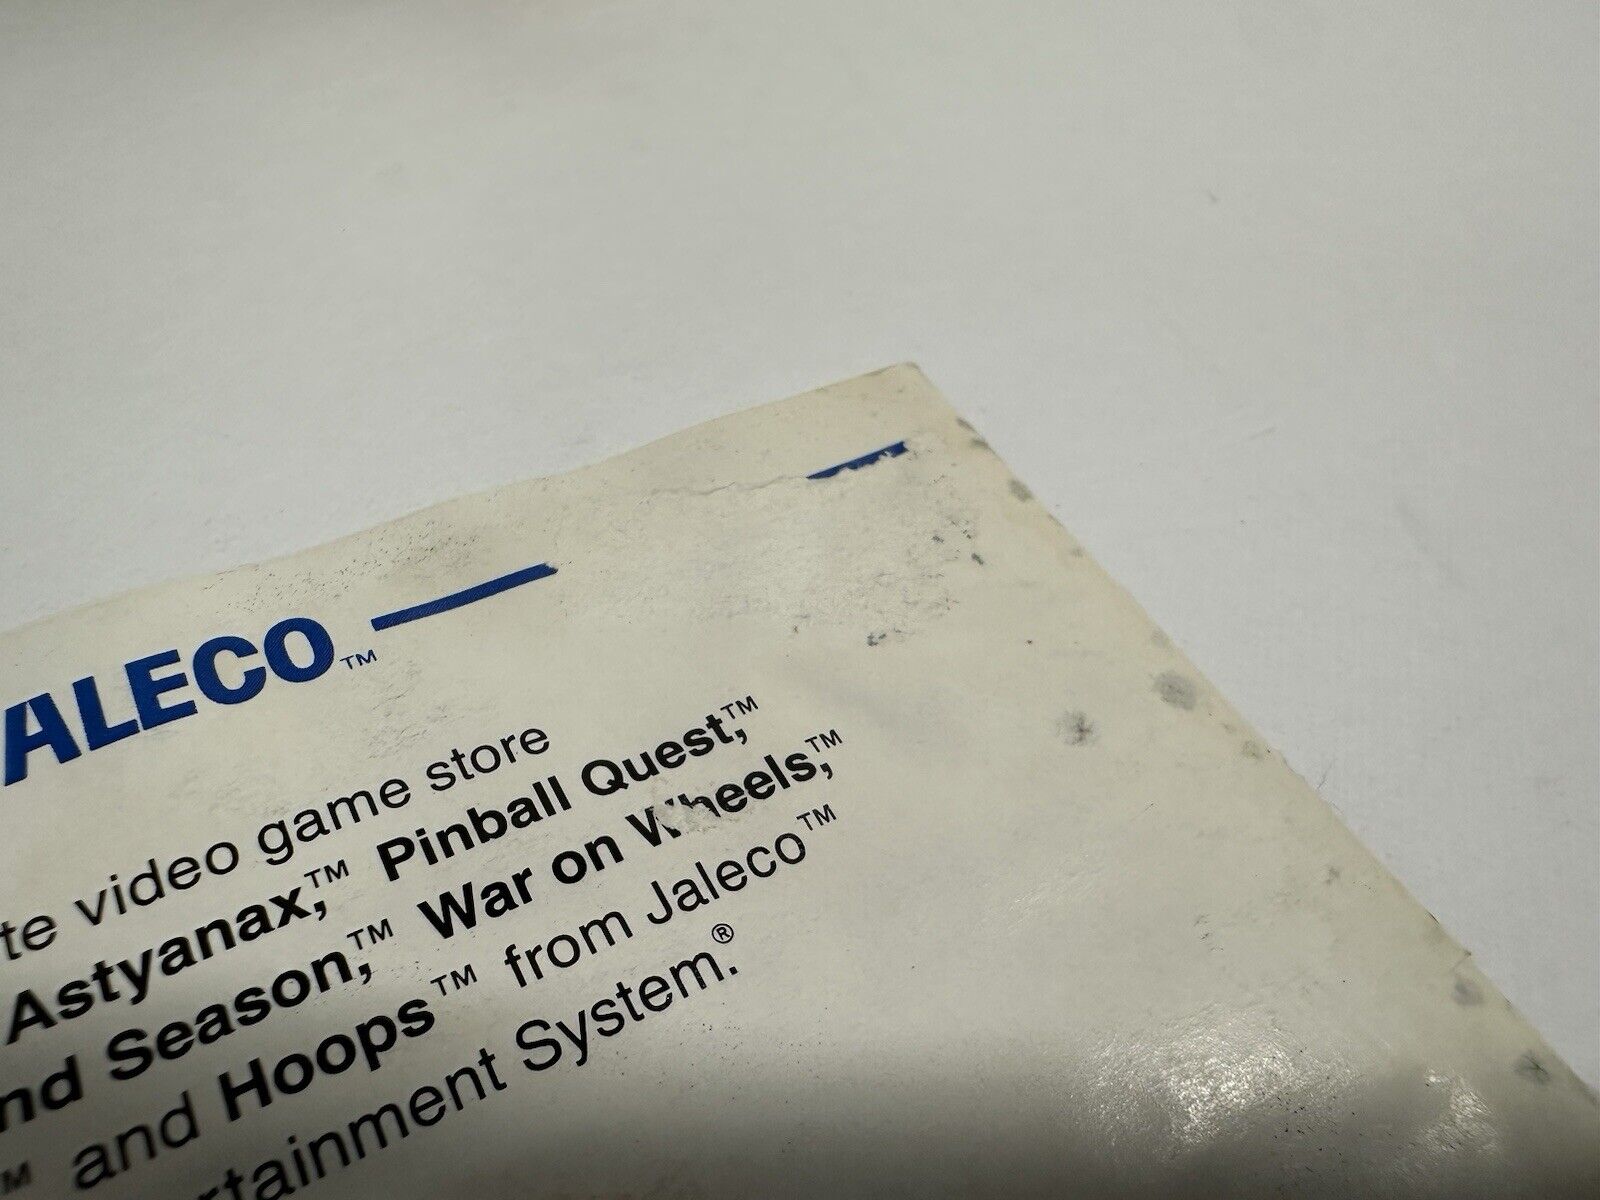 ALECO™
te video game store
Astyanax,™ Pinball Quest,™
nd Season,™ War on Wheels,™
™ and Hoops™ from Jaleco™
rtainment System.®